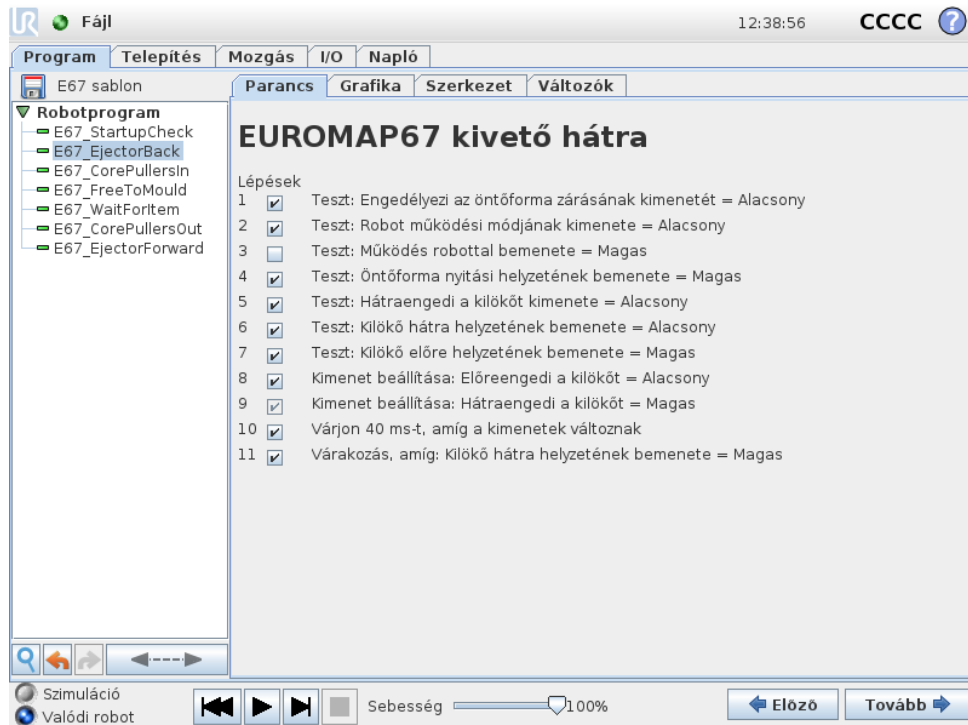 Fájl
12:38:56
CCCC
?
Program
Telepítés
Mozgás
I/O
Napló
E67 sablon
Parancs
Grafika
Szerkezet
Változók
Robotprogram
E67_StartupCheck
E67_EjectorBack
E67_CorePullersIn
E67_FreeToMould
E67_WaitForItem
E67_CorePullersOut
E67_EjectorForward
EUROMAP67 kivető hátra
Lépések
1 Teszt: Engedélyezi az öntőforma zárásának kimenetét = Alacsony
2 Teszt: Robot működési módjának kimenete = Alacsony
3 Teszt: Működés robottal bemenete = Magas
4 Teszt: Öntőforma nyitási helyzetének bemenete = Magas
5 Teszt: Hátraengedi a kilökőt kimenete = Alacsony
6 Teszt: Kilökő hátra helyzetének bemenete = Alacsony
7 Teszt: Kilökő előre helyzetének bemenete = Magas
8 Kimenet beállítása: Előreengedi a kilökőt = Alacsony
9 Kimenet beállítása: Hátraengedi a kilökőt = Magas
10 Várjon 40 ms-t, amíg a kimenetek változnak
11 Várakozás, amíg: Kilökő hátra helyzetének bemenete = Magas
Szimuláció
Valódi robot
Sebesség
100%
Előző
Tovább